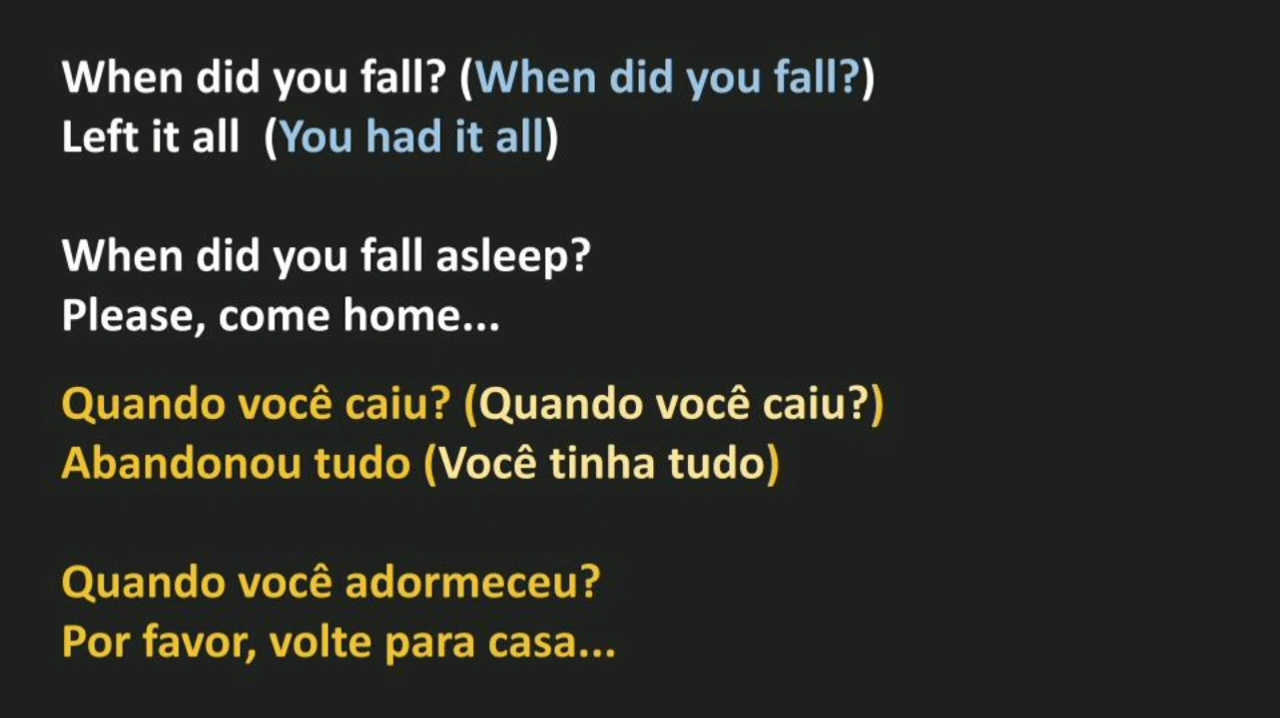 When did you fall? (When did you fall?)
Left it all (You had it all)
When did you fall asleep?
Please, come home...
Quando você caiu? (Quando você caiu?)
Abandonou tudo (Você tinha tudo)
Quando você adormeceu?
Por favor, volte para casa...